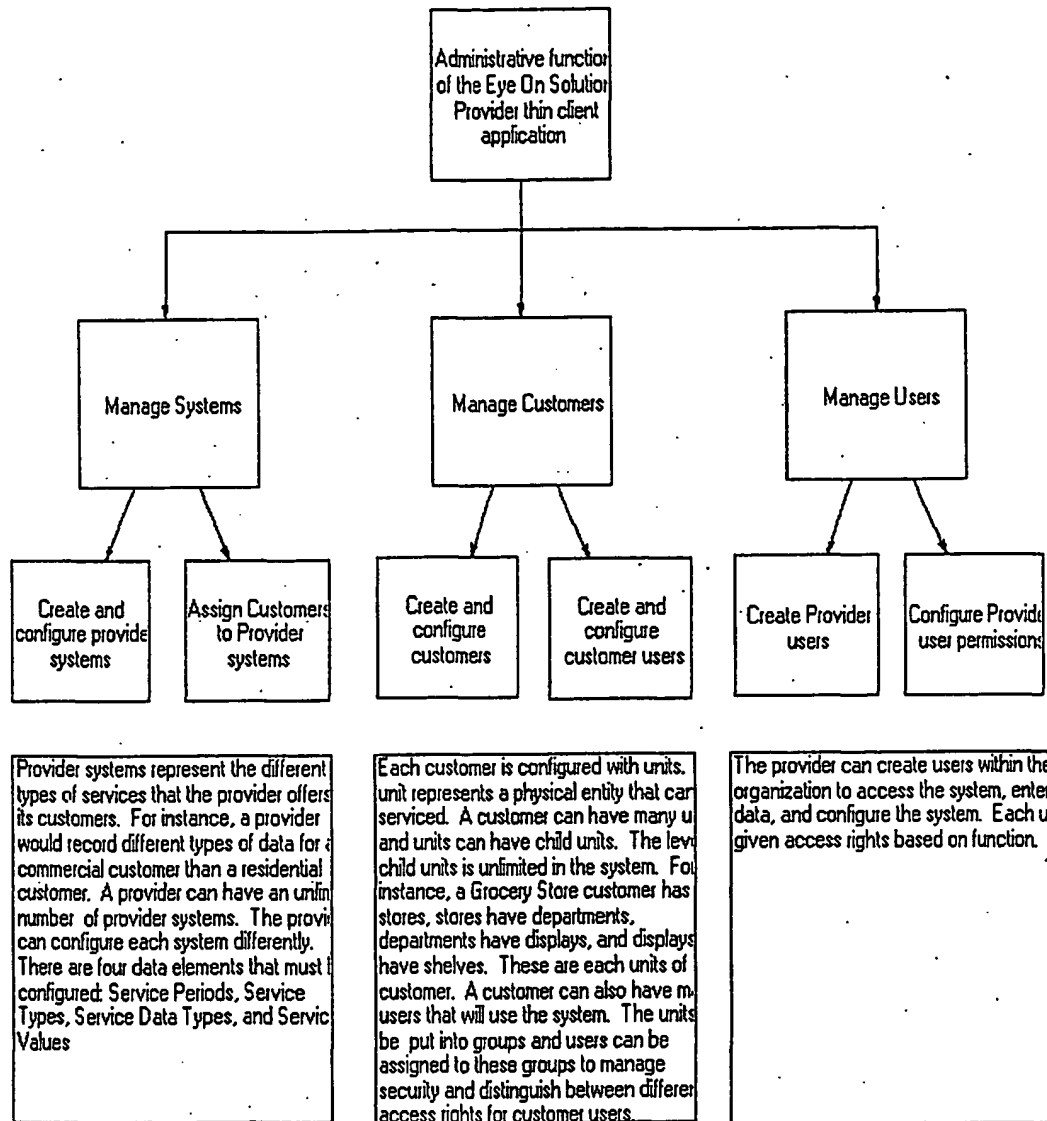 Administrative function
of the Eye On Solution
Provider thin client
application
Manage Systems
Manage Customers
Manage Users
Create and
configure provide
systems
Assign Customers
to Provider
systems
Create and
configure
customers
Create and
configure
customer users
Create Provider
users
Configure Provide
user permissions
Provider systems represent the different
types of services that the provider offers
its customers. For instance, a provider
would record different types of data for a
commercial customer than a residential
customer. A provider can have an unlim
number of provider systems. The provi
can configure each system differently.
There are four data elements that must b
configured: Service Periods, Service
Types, Service Data Types, and Servic
Values
Each customer is configured with units.
unit represents a physical entity that can
serviced. A customer can have many u
and units can have child units. The leve
child units is unlimited in the system. For
instance, a Grocery Store customer has
stores, stores have departments,
departments have displays, and displays
have shelves. These are each units of
customer. A customer can also have m
users that will use the system. The units
be put into groups and users can be
assigned to these groups to manage
security and distinguish between differen
access rights for customer users.
The provider can create users within the
organization to access the system, enter
data, and configure the system. Each u
given access rights based on function.